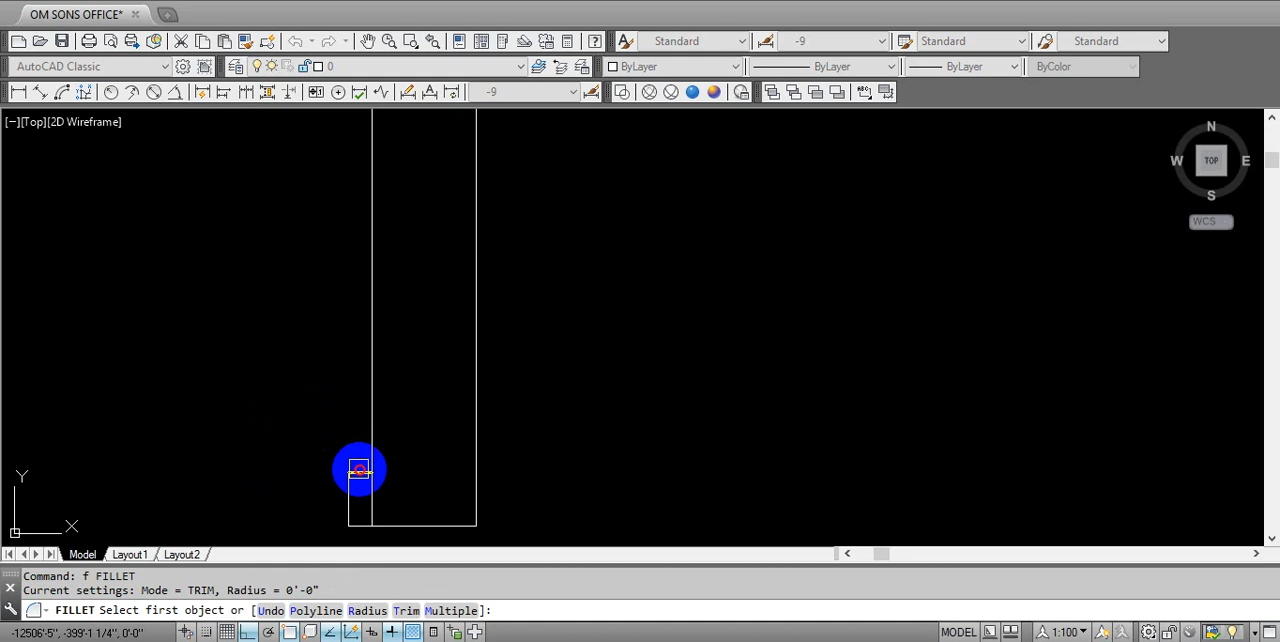 OM SONS OFFICE*
Standard -9 Standard Standard
AutoCAD Classic 0 ByLayer ByLayer ByLayer ByColor
-9
[−][Top][2D Wireframe]
N
W TOP E
S
WCS
Y
X
Model Layout1 Layout2
Command: f FILLET
Current settings: Mode = TRIM, Radius = 0'-0"
FILLET Select first object or [Undo Polyline Radius Trim Multiple]:
-12506'-5", -399'-1 1/4", 0'-0" MODEL 1:100